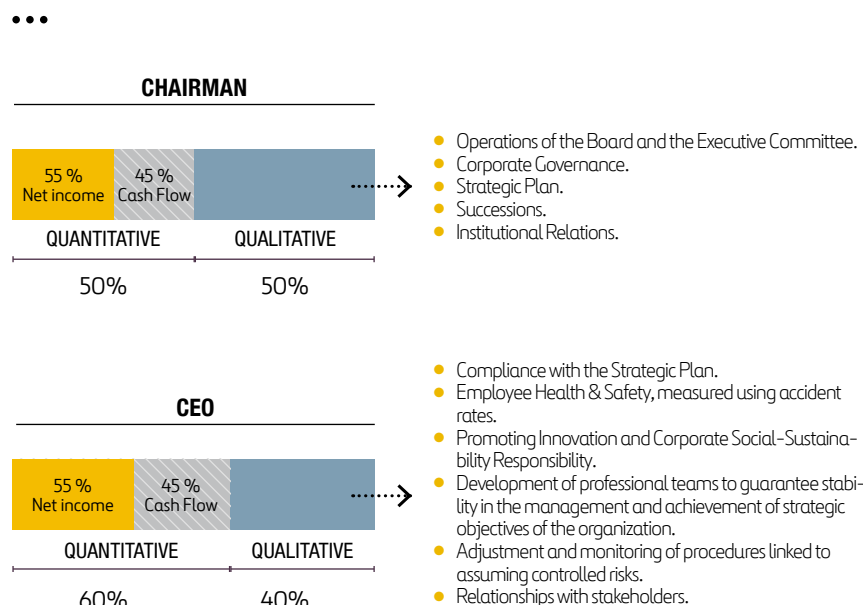 •••
CHAIRMAN
55 %
Net income
45 %
Cash Flow
QUANTITATIVE
QUALITATIVE
50%
50%
• Operations of the Board and the Executive Committee.
• Corporate Governance.
• Strategic Plan.
• Successions.
• Institutional Relations.
CEO
55 %
Net income
45 %
Cash Flow
QUANTITATIVE
QUALITATIVE
60%
40%
• Compliance with the Strategic Plan.
• Employee Health & Safety, measured using accident
rates.
• Promoting Innovation and Corporate Social-Sustaina-
bility Responsibility.
• Development of professional teams to guarantee stabi-
lity in the management and achievement of strategic
objectives of the organization.
• Adjustment and monitoring of procedures linked to
assuming controlled risks.
• Relationships with stakeholders.